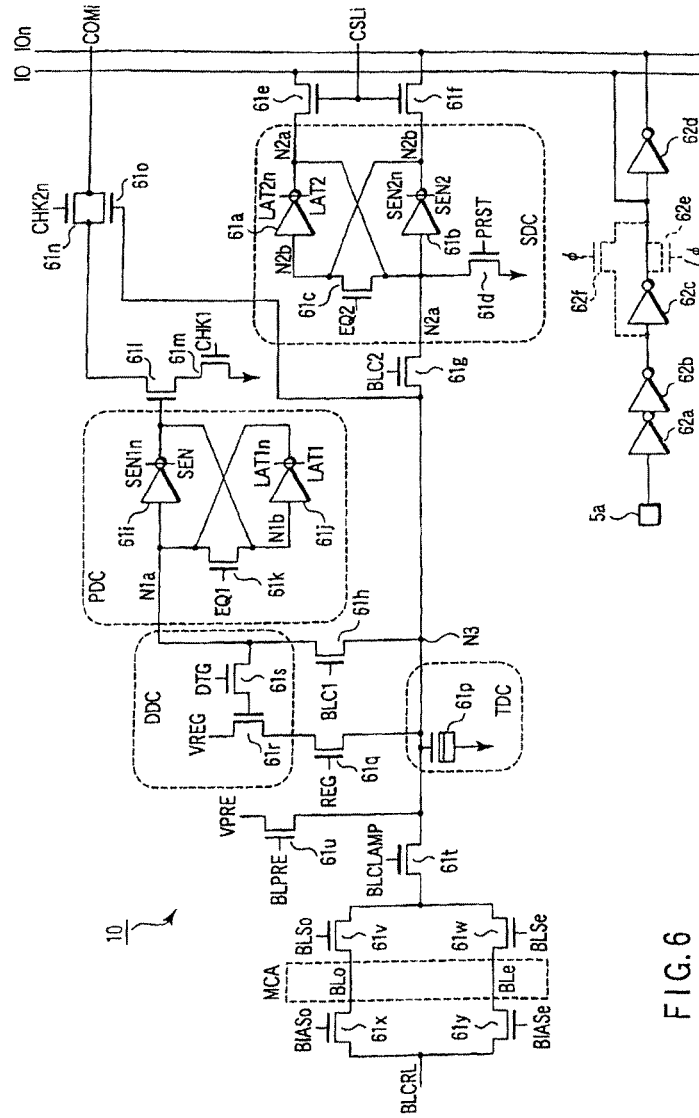 10
BLCRL
BIASo
61x
BIASe
61y
MCA
BLo
BLe
BLSo
61v
BLSe
61w
BLCLAMP
61t
VPRE
BLPRE
61u
DDC
VREG
DTG
61s
61r
REG
61q
TDC
61p
BLC1
61h
N3
PDC
N1a
EQ1
61k
61i
SEN1n
SEN
N1b
61j
LAT1n
LAT1
61l
61m
CHK1
CHK2n
61n
61o
COMi
BLC2
61g
SDC
N2a
61d
PRST
EQ2
61c
N2b
61a
LAT2n
LAT2
61b
SEN2n
SEN2
N2a
N2b
61e
61f
CSLi
IO
IOn
5a
62a
62b
62c
62f
62e
ϕ
/ϕ
62d
FIG. 6